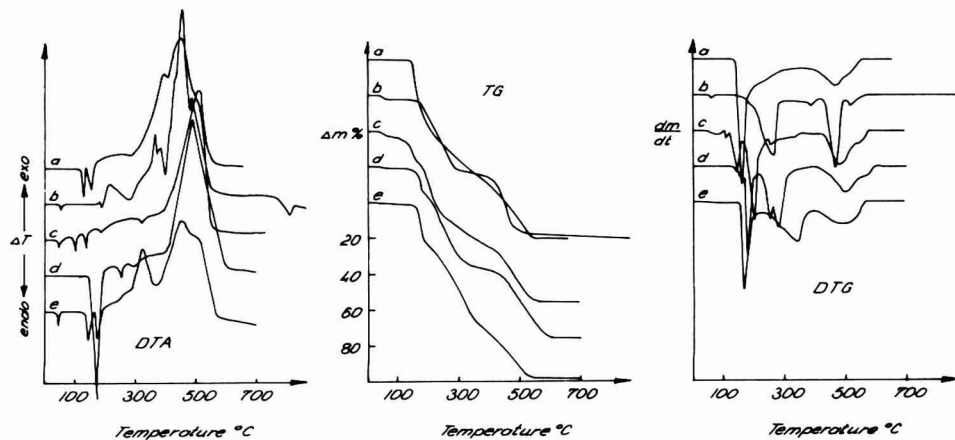 exo
ΔT
endo
a
b
c
d
e
DTA
100 300 500 700
Temperature °C
a
b
c
d
e
TG
Δm %
20
40
60
80
100 300 500 700
Temperature °C
a
b
c
d
e
dm
dt
DTG
100 300 500 700
Temperature °C